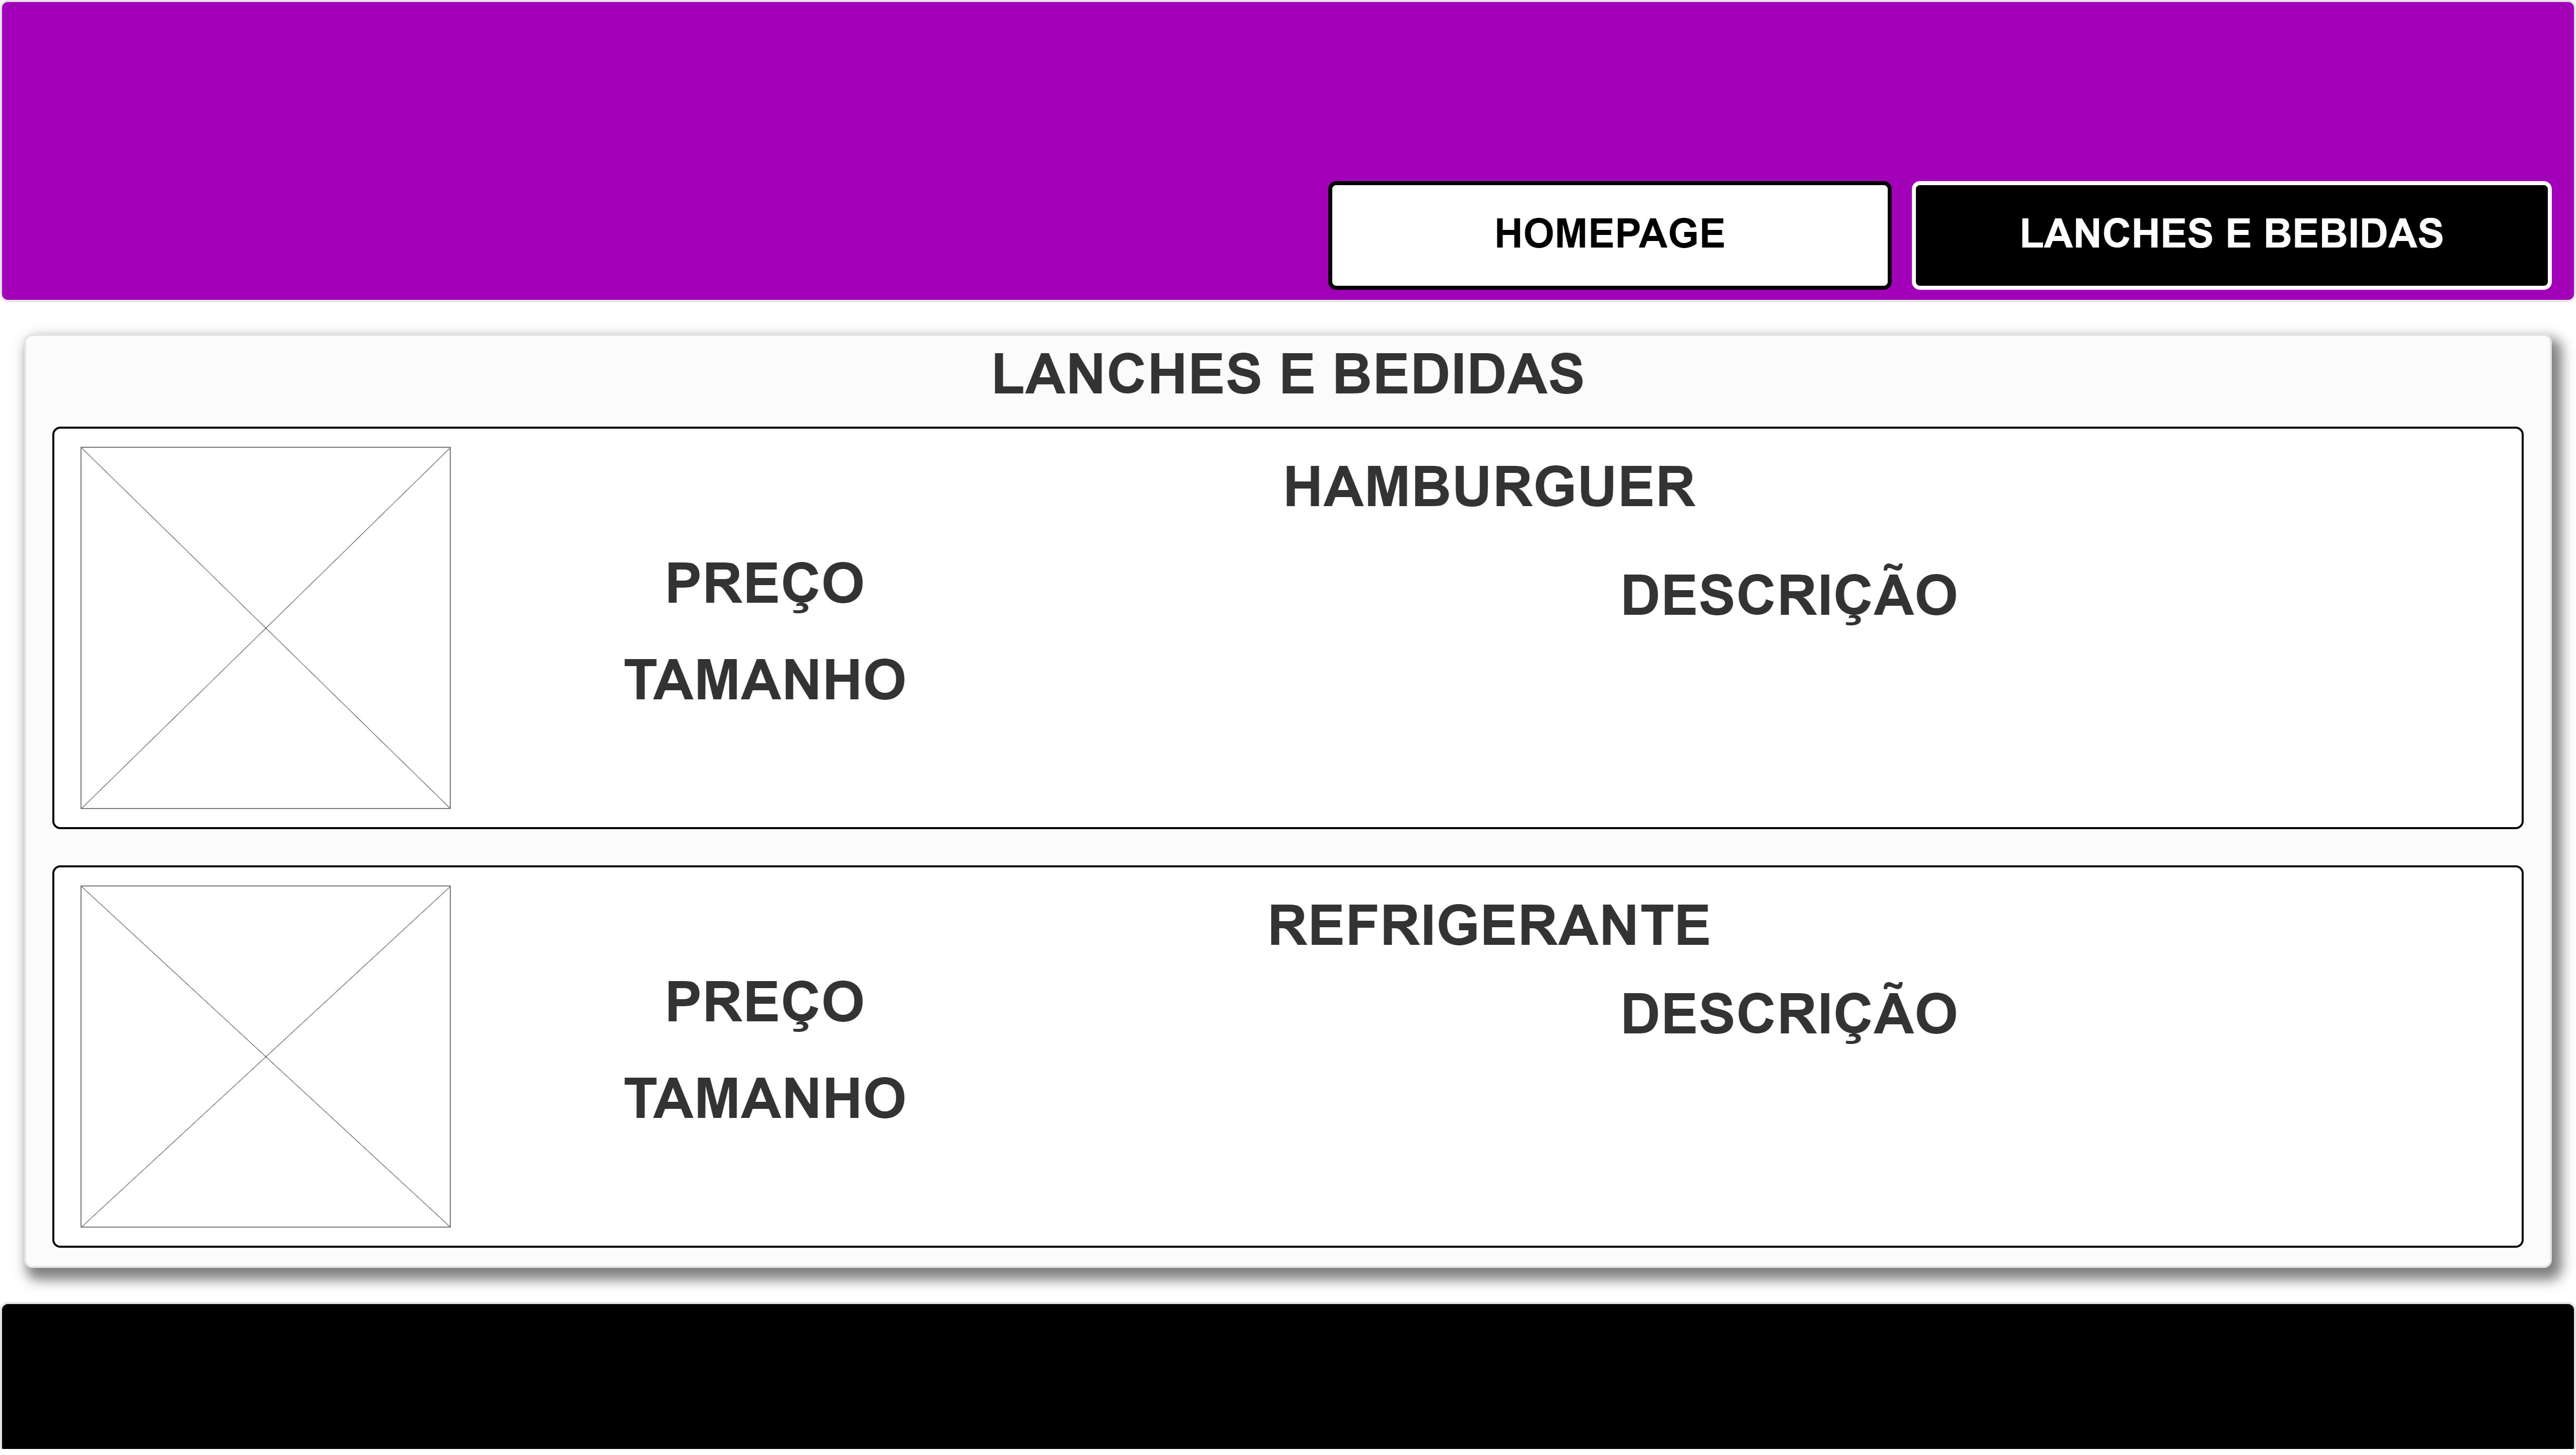 HOMEPAGE
LANCHES E BEBIDAS
LANCHES E BEDIDAS
HAMBURGUER
PREÇO
DESCRIÇÃO
TAMANHO
REFRIGERANTE
PREÇO
DESCRIÇÃO
TAMANHO